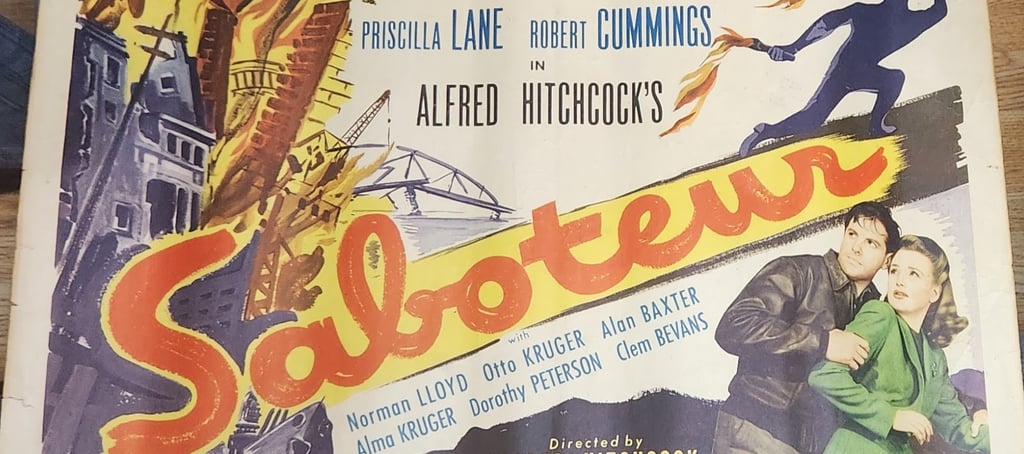 PRISCILLA LANE ROBERT CUMMINGS
IN
ALFRED HITCHCOCK'S
Saboteur
with
Norman LLOYD Otto KRUGER Alan BAXTER
Alma KRUGER Dorothy PETERSON Clem BEVANS
Directed by
HITCHCOCK